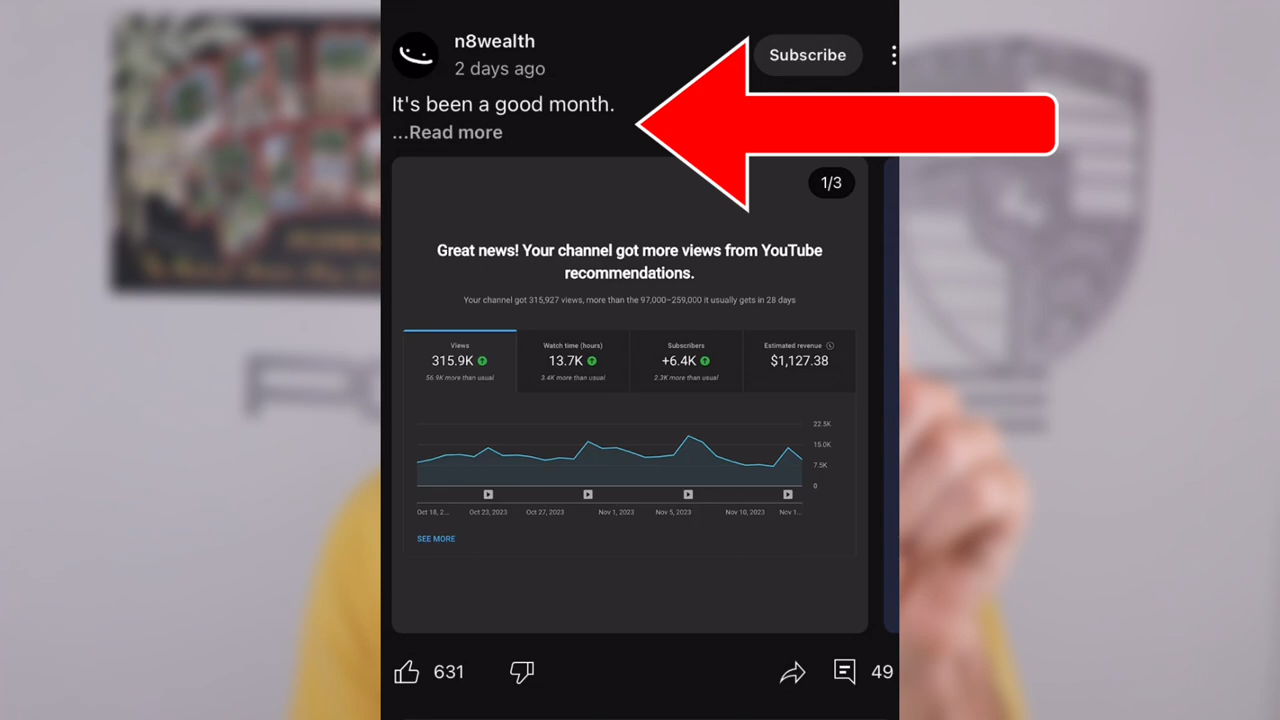 n8wealth
2 days ago
Subscribe
It's been a good month.
...Read more
1/3
Great news! Your channel got more views from YouTube
recommendations.
Your channel got 315,927 views, more than the 97,000–259,000 it usually gets in 28 days
Views
315.9K
56.9K more than usual
Watch time (hours)
13.7K
3.4K more than usual
Subscribers
+6.4K
2.3K more than usual
Estimated revenue
$1,127.38
22.5K
15.0K
7.5K
0
Oct 18, 2...
Oct 23, 2023
Oct 27, 2023
Nov 1, 2023
Nov 5, 2023
Nov 10, 2023
Nov 1...
SEE MORE
631
49